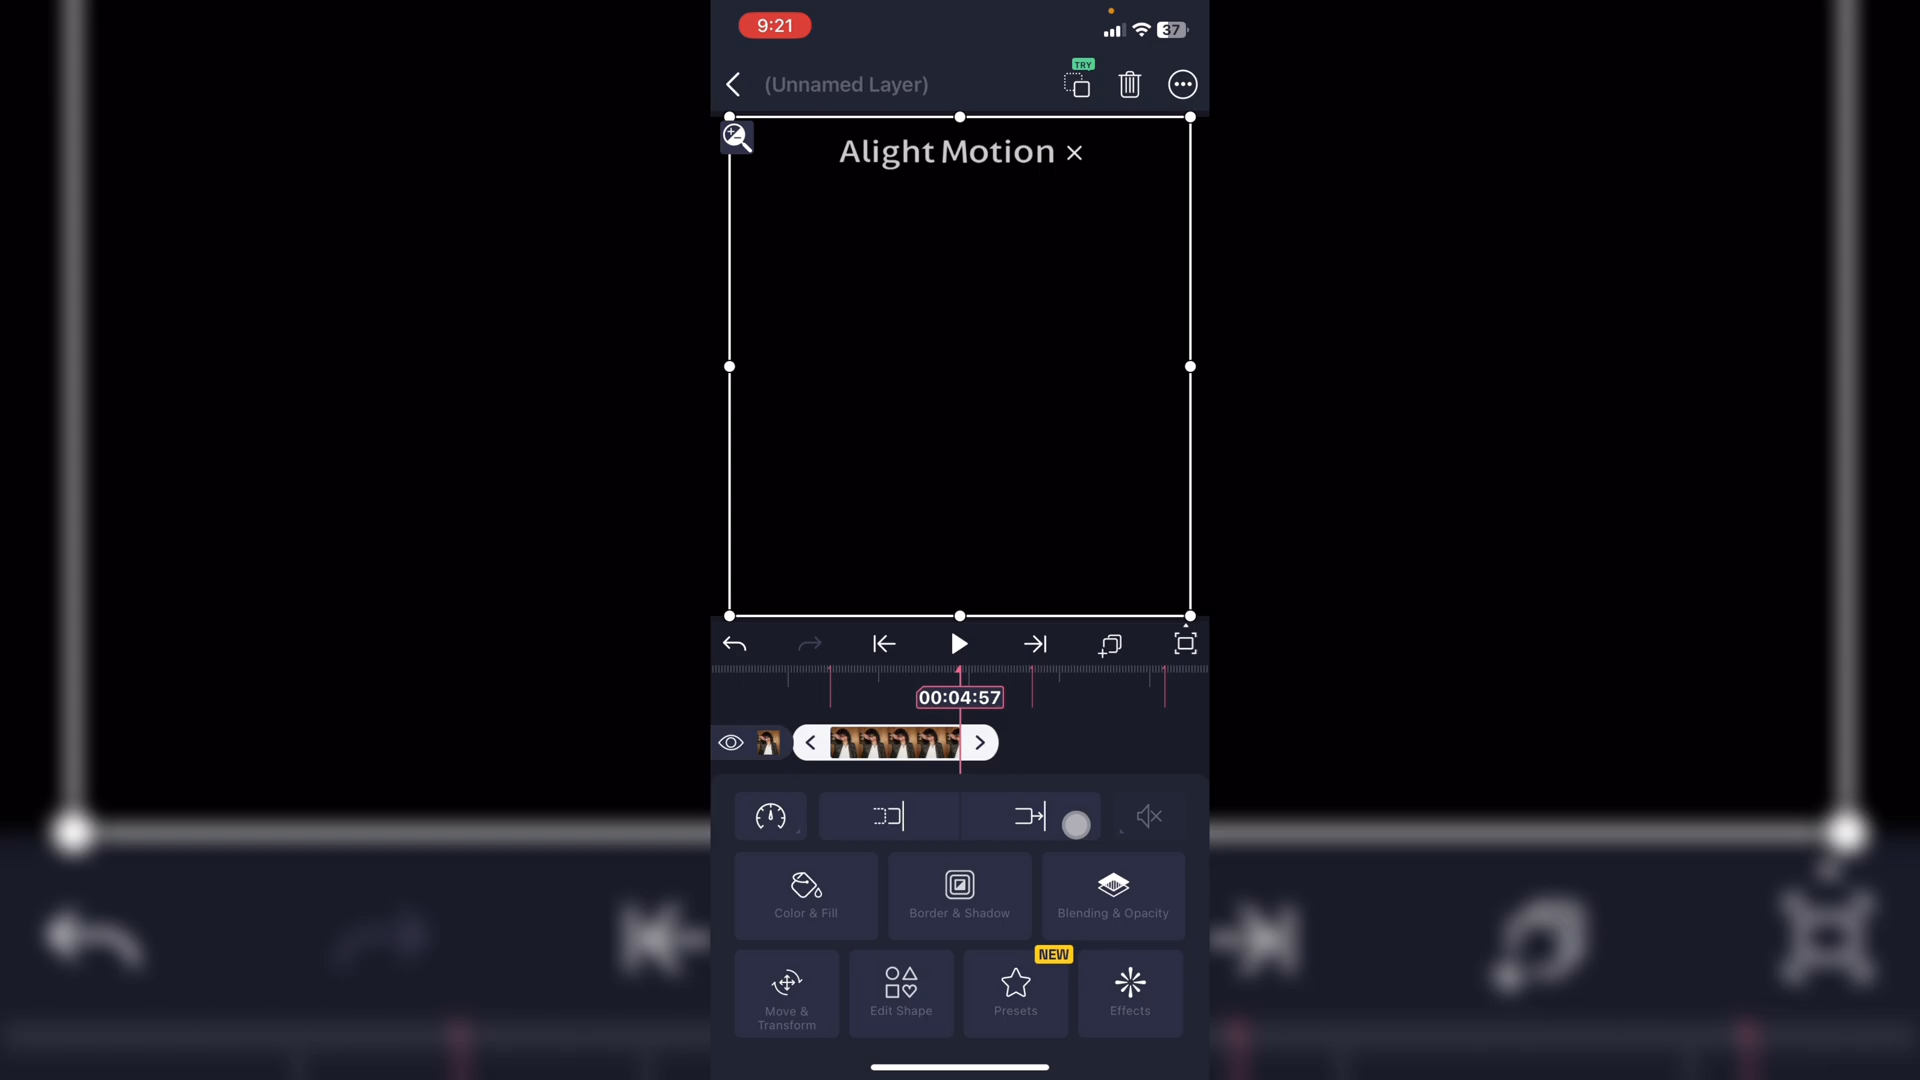 9:21
37
TRY
(Unnamed Layer)
Alight Motion ×
00:04:57
Color & Fill
Border & Shadow
Blending & Opacity
NEW
Move &
Transform
Edit Shape
Presets
Effects